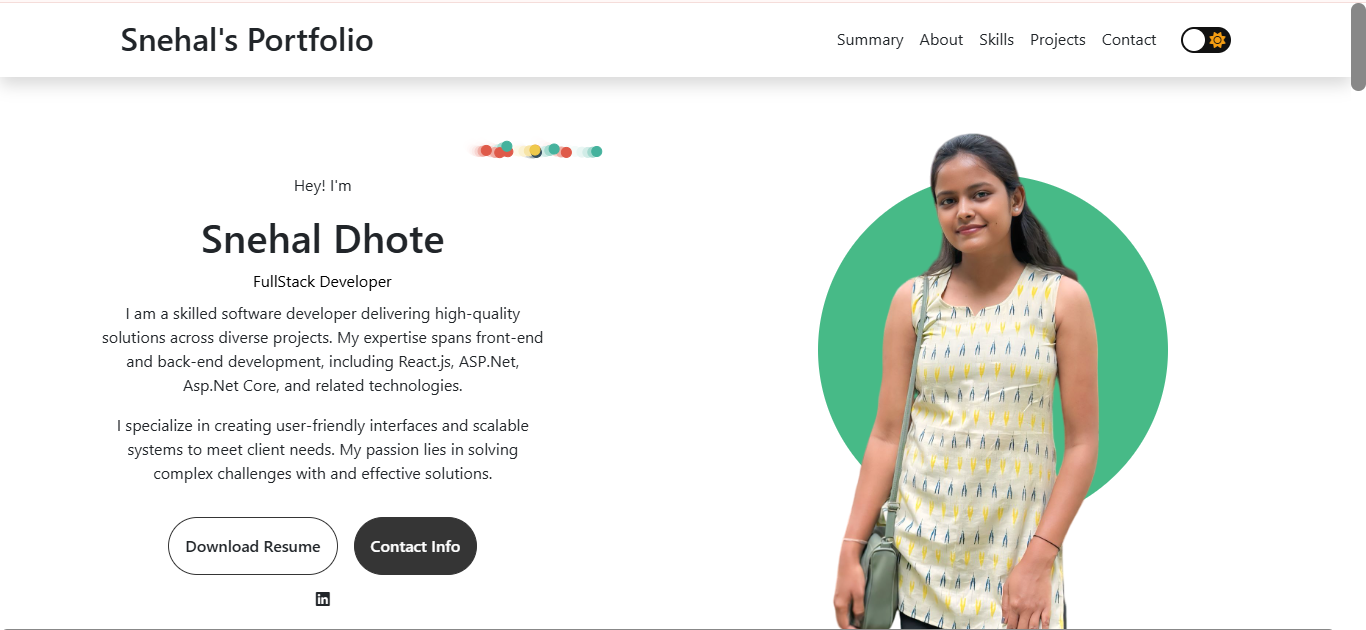 Snehal's Portfolio
Summary About Skills Projects Contact
Hey! I'm
Snehal Dhote
FullStack Developer
I am a skilled software developer delivering high-quality
solutions across diverse projects. My expertise spans front-end
and back-end development, including React.js, ASP.Net,
Asp.Net Core, and related technologies.
I specialize in creating user-friendly interfaces and scalable
systems to meet client needs. My passion lies in solving
complex challenges with and effective solutions.
Download Resume Contact Info
in